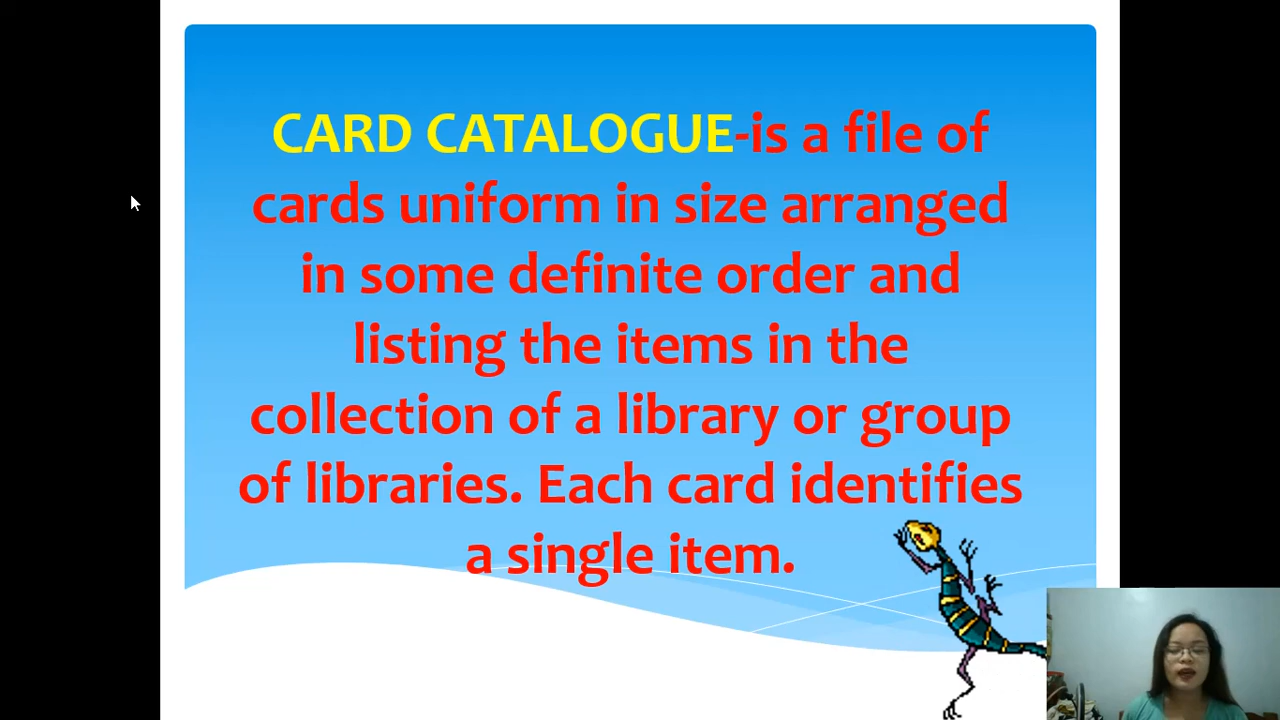 CARD CATALOGUE-is a file of
cards uniform in size arranged
in some definite order and
listing the items in the
collection of a library or group
of libraries. Each card identifies
a single item.